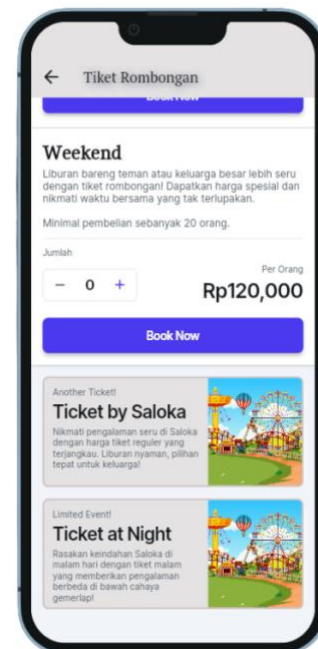 Tiket Rombongan
Book Now
Weekend
Liburan bareng teman atau keluarga besar lebih seru
dengan tiket rombongan! Dapatkan harga spesial dan
nikmati waktu bersama yang tak terlupakan.
Minimal pembelian sebanyak 20 orang.
Jumlah
− 0 +
Per Orang
Rp120,000
Book Now
Another Ticket!
Ticket by Saloka
Nikmati pengalaman seru di Saloka
dengan harga tiket reguler yang
terjangkau. Liburan nyaman, pilihan
tepat untuk keluarga!
Limited Event!
Ticket at Night
Rasakan keindahan Saloka di
malam hari dengan tiket malam
yang memberikan pengalaman
berbeda di bawah cahaya
gemerlap!